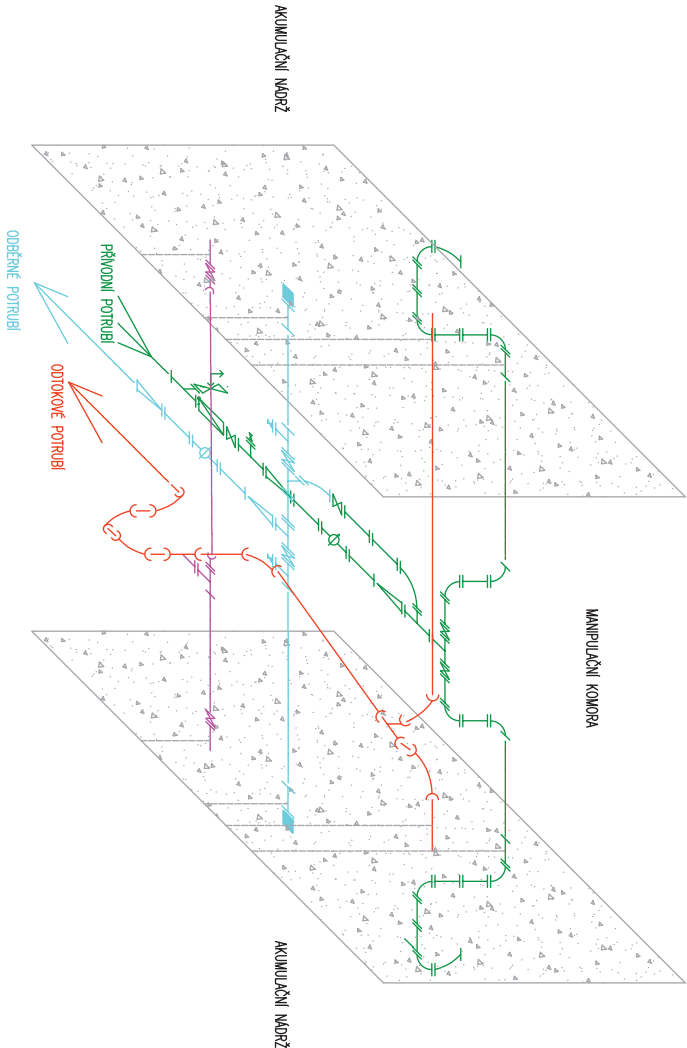 AKUMULAČNÍ NÁDRŽ
MANIPULAČNÍ KOMORA
PŘÍVODNÍ POTRUBÍ
ODBĚRNÉ POTRUBÍ
ODTOKOVÉ POTRUBÍ
AKUMULAČNÍ NÁDRŽ